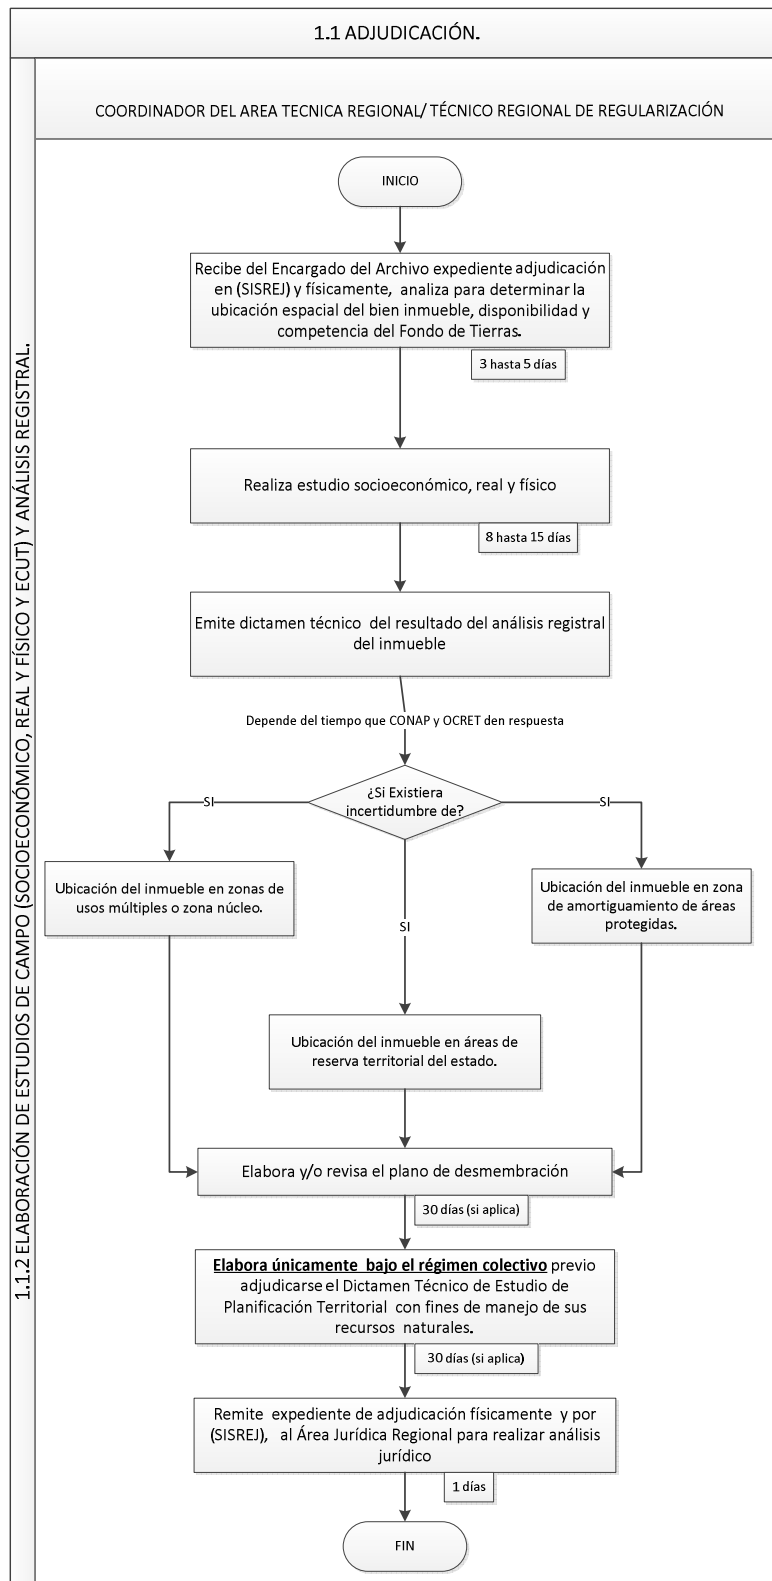 1.1 ADJUDICACIÓN.
1.1.2 ELABORACIÓN DE ESTUDIOS DE CAMPO (SOCIOECONÓMICO, REAL Y FÍSICO Y ECUT) Y ANÁLISIS REGISTRAL.
COORDINADOR DEL AREA TECNICA REGIONAL/ TÉCNICO REGIONAL DE REGULARIZACIÓN
INICIO
Recibe del Encargado del Archivo expediente adjudicación
en (SISREJ) y físicamente, analiza para determinar la
ubicación espacial del bien inmueble, disponibilidad y
competencia del Fondo de Tierras.
3 hasta 5 días
Realiza estudio socioeconómico, real y físico
8 hasta 15 días
Emite dictamen técnico del resultado del análisis registral
del inmueble
Depende del tiempo que CONAP y OCRET den respuesta
¿Si Existiera
incertidumbre de?
SI
SI
SI
Ubicación del inmueble en zonas de
usos múltiples o zona núcleo.
Ubicación del inmueble en zona
de amortiguamiento de áreas
protegidas.
Ubicación del inmueble en áreas de
reserva territorial del estado.
Elabora y/o revisa el plano de desmembración
30 días (si aplica)
Elabora únicamente bajo el régimen colectivo previo
adjudicarse el Dictamen Técnico de Estudio de
Planificación Territorial con fines de manejo de sus
recursos naturales.
30 días (si aplica)
Remite expediente de adjudicación físicamente y por
(SISREJ), al Área Jurídica Regional para realizar análisis
jurídico
1 días
FIN